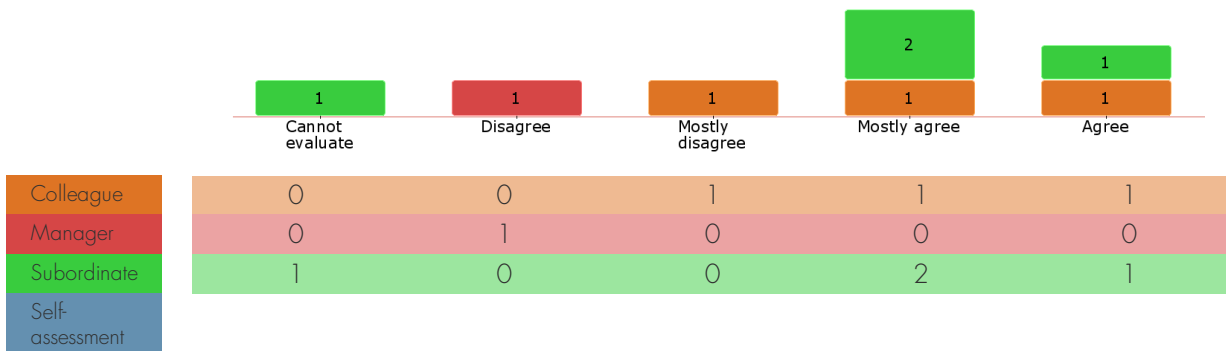 2
1
1 1 1 1 1
Cannot evaluate Disagree Mostly disagree Mostly agree Agree
Colleague 0 0 1 1 1
Manager 0 1 0 0 0
Subordinate 1 0 0 2 1
Self-
assessment